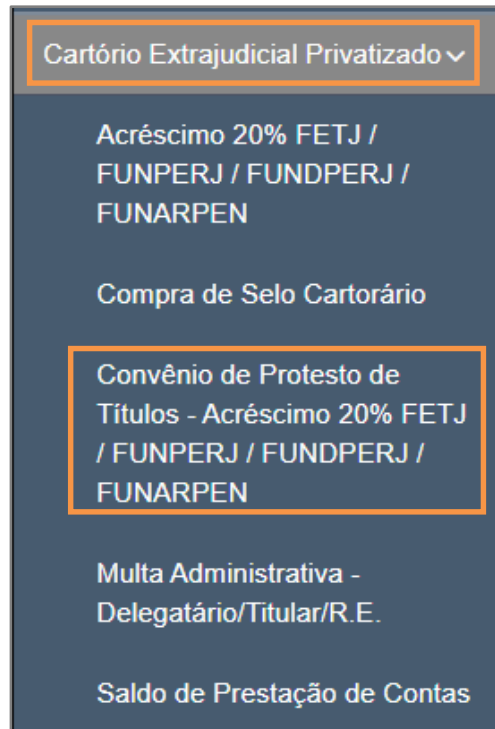 Cartório Extrajudicial Privatizado
Acréscimo 20% FETJ /
FUNPERJ / FUNDPERJ /
FUNARPEN
Compra de Selo Cartorário
Convênio de Protesto de
Títulos - Acréscimo 20% FETJ
/ FUNPERJ / FUNDPERJ /
FUNARPEN
Multa Administrativa -
Delegatário/Titular/R.E.
Saldo de Prestação de Contas